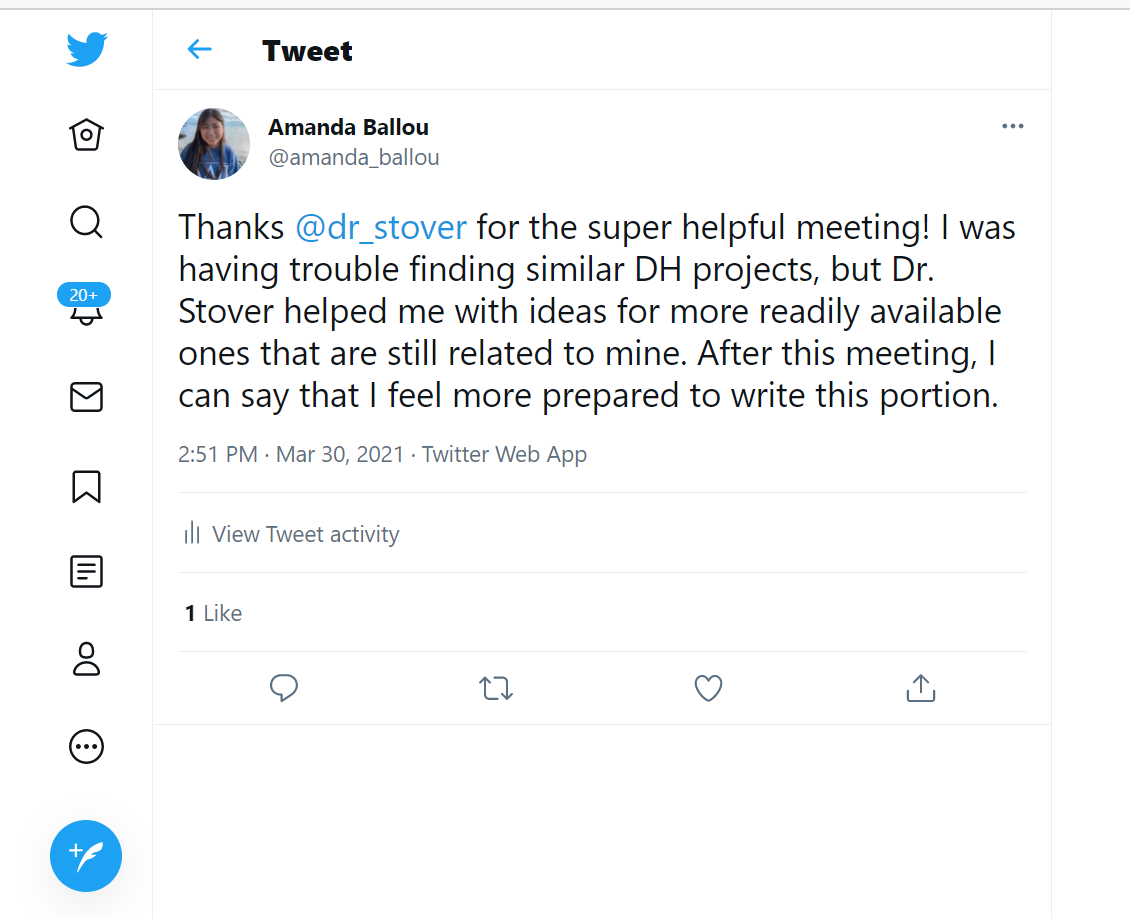 Tweet
Amanda Ballou
@amanda_ballou
Thanks @dr_stover for the super helpful meeting! I was
having trouble finding similar DH projects, but Dr.
Stover helped me with ideas for more readily available
ones that are still related to mine. After this meeting, I
can say that I feel more prepared to write this portion.
2:51 PM · Mar 30, 2021 · Twitter Web App
View Tweet activity
1 Like
20+